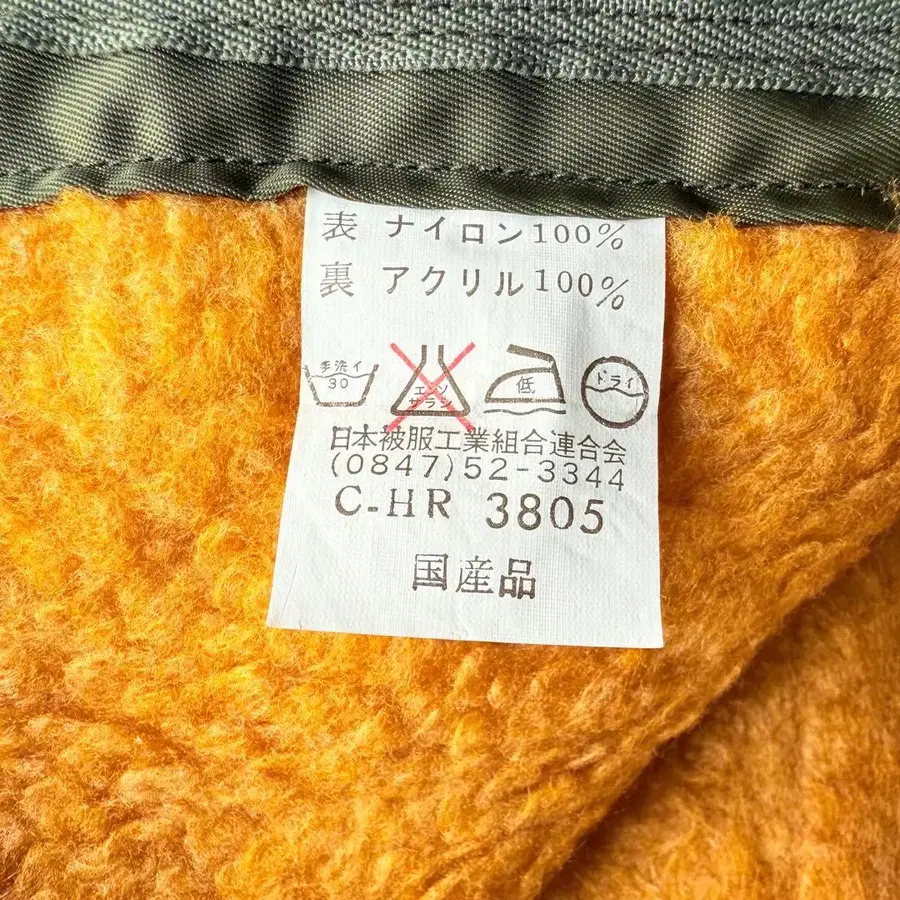 表 ナイロン100%
裏 アクリル100%
手洗イ 30 エンソ サラシ 低 ドライ
日本被服工業組合連合会
(0847)52-3344
C-HR 3805
国産品